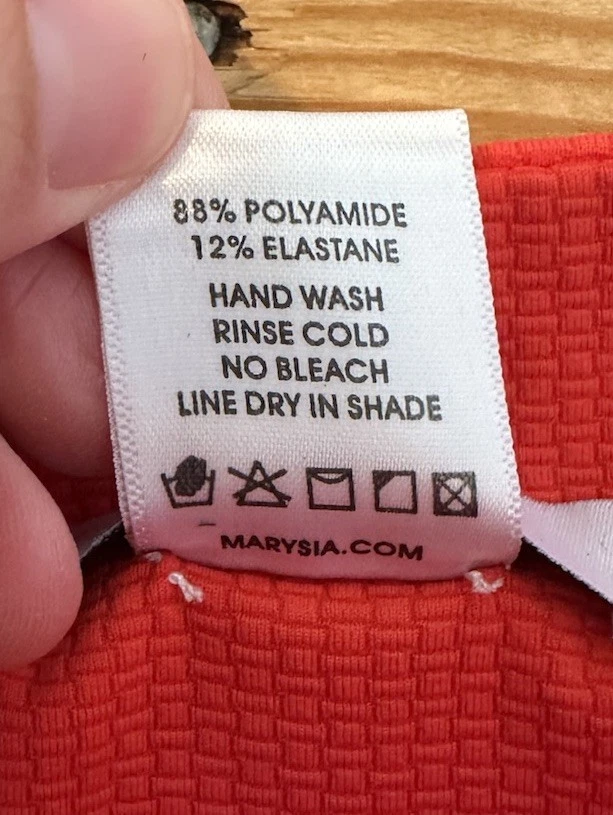 88% POLYAMIDE
12% ELASTANE
HAND WASH
RINSE COLD
NO BLEACH
LINE DRY IN SHADE
MARYSIA.COM